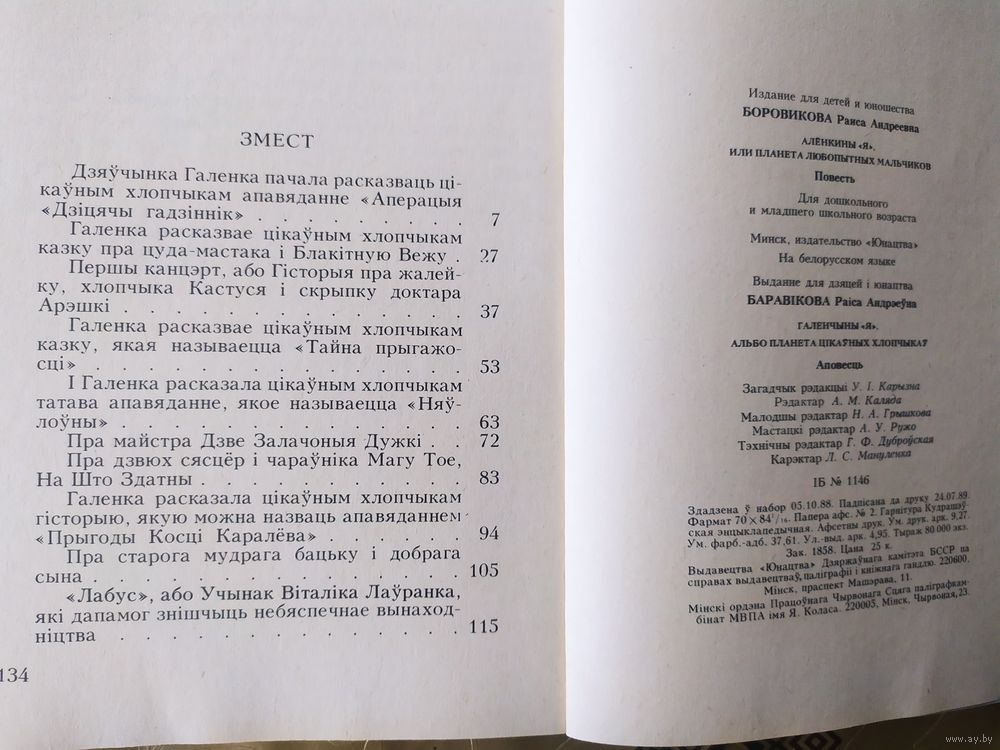 ЗМЕСТ
Дзяўчынка Галенка пачала расказваць ці-
каўным хлопчыкам апавяданне «Аперацыя
«Дзіцячы гадзіннік» . . . . . . . . . 7
Галенка расказвае цікаўным хлопчыкам
казку пра цуда-мастака і Блакітную Вежу . 27
Першы канцэрт, або Гісторыя пра жалей-
ку, хлопчыка Кастуся і скрыпку доктара
Арэшкі . . . . . . . . . . . . . 37
Галенка расказвае цікаўным хлопчыкам
казку, якая называецца «Тайна прыгажо-
сці» . . . . . . . . . . . . . . 53
І Галенка расказала цікаўным хлопчыкам
татава апавяданне, якое называецца «Няў-
лоўны» . . . . . . . . . . . . . 63
Пра майстра Дзве Залачоныя Дужкі . . 72
Пра дзвюх сясцёр і чараўніка Магу Тое,
На Што Здатны . . . . . . . . . . 83
Галенка расказала цікаўным хлопчыкам
гісторыю, якую можна назваць апавяданнем
«Прыгоды Косці Каралёва» . . . . . . 94
Пра старога мудрага бацьку і добрага
сына . . . . . . . . . . . . . . 105
«Лабус», або Учынак Віталіка Лаўранка,
які дапамог знішчыць небяспечнае вынаход-
ніцтва . . . . . . . . . . . . . 115
134
Издание для детей и юношества
БОРОВИКОВА Раиса Андреевна
АЛЁНКИНЫ «Я»,
ИЛИ ПЛАНЕТА ЛЮБОПЫТНЫХ МАЛЬЧИКОВ
Повесть
Для дошкольного
и младшего школьного возраста
Минск, издательство «Юнацтва»
На белорусском языке
Выданне для дзяцей і юнацтва
БАРАВІКОВА Раіса Андрэеўна
ГАЛЕНЧЫНЫ «Я»,
АЛЬБО ПЛАНЕТА ЦІКАЎНЫХ ХЛОПЧЫКАЎ
Аповесць
Загадчык рэдакцыі У. І. Карызна
Рэдактар А. М. Каляда
Малодшы рэдактар Н. А. Грышкова
Мастацкі рэдактар А. У. Ружо
Тэхнічны рэдактар Г. Ф. Дуброўская
Карэктар Л. С. Мануленка
ІБ № 1146
Здадзена ў набор 05.10.88. Падпісана да друку 24.07.89.
Фармат 70×84¹/₁₆. Папера афс. № 2. Гарнітура Кудрашаў-
ская энцыклапедычная. Афсетны друк. Ум. друк. арк. 9,27.
Ум. фарб.-адб. 37,61. Ул.-выд. арк. 4,95. Тыраж 80 000 экз.
Зак. 1858. Цана 25 к.
Выдавецтва «Юнацтва» Дзяржаўнага камітэта БССР па
справах выдавецтваў, паліграфіі і кніжнага гандлю. 220600,
Мінск, праспект Машэрава, 11.
Мінскі ордэна Працоўнага Чырвонага Сцяга паліграфкам-
бінат МВПА імя Я. Коласа. 220005, Мінск, Чырвоная, 23.
www.ay.by